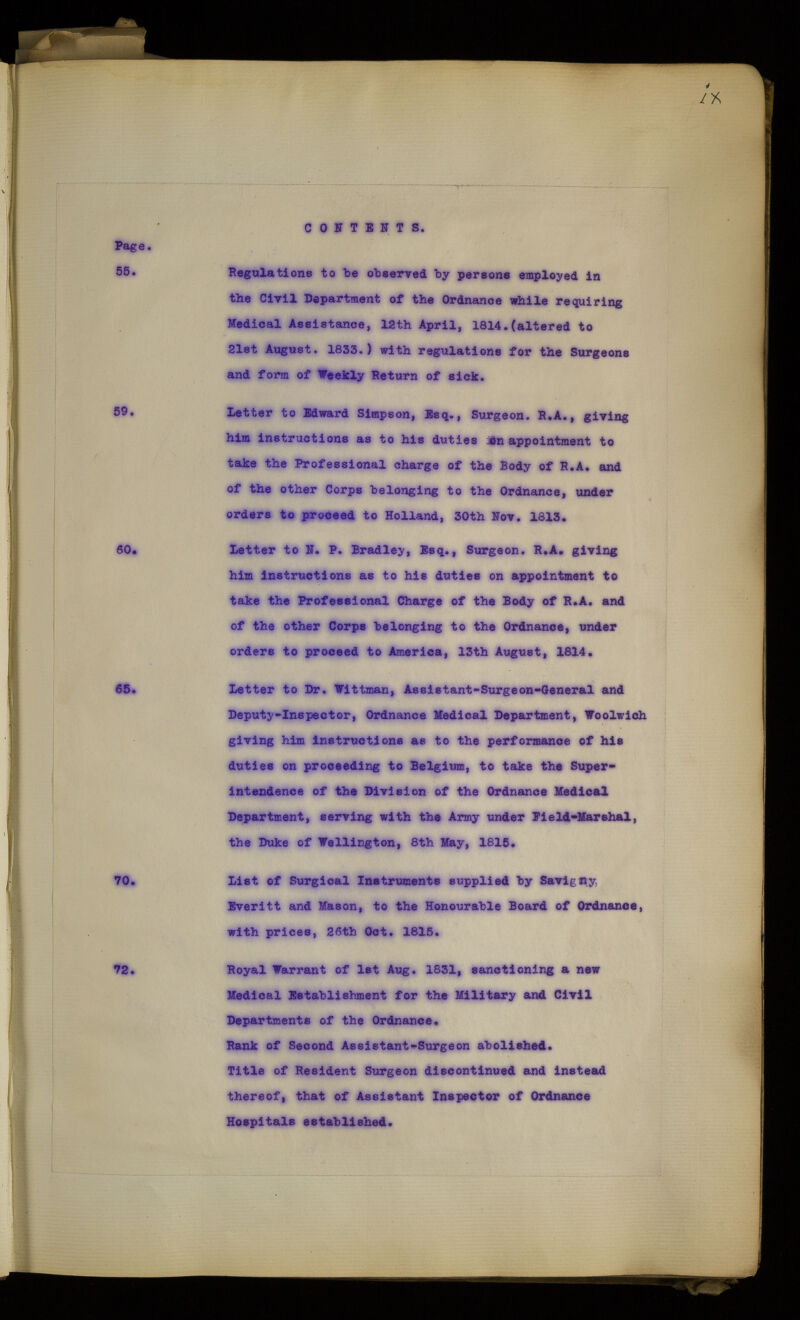 ix
CONTENTS.
Page.
55. Regulations to be observed by persons employed in
the Civil Department of the Ordnance while requiring
Medical Assistance, 12th April, 1814.(altered to
21st August. 1833.) with regulations for the Surgeons
and form of Weekly Return of sick.
59. Letter to Edward Simpson, Esq., Surgeon. R.A., giving
him instructions as to his duties on appointment to
take the Professional charge of the Body of R.A. and
of the other Corps belonging to the Ordnance, under
orders to proceed to Holland, 30th Nov. 1813.
60. Letter to N. P. Bradley, Esq., Surgeon. R.A. giving
him instructions as to his duties on appointment to
take the Professional Charge of the Body of R.A. and
of the other Corps belonging to the Ordnance, under
orders to proceed to America, 13th August, 1814.
65. Letter to Dr. Wittman, Assistant-Surgeon-General and
Deputy-Inspector, Ordnance Medical Department, Woolwich
giving him instructions as to the performance of his
duties on proceeding to Belgium, to take the Super-
intendence of the Division of the Ordnance Medical
Department, serving with the Army under Field-Marshal,
the Duke of Wellington, 8th May, 1815.
70. List of Surgical Instruments supplied by Savigny,
Everitt and Mason, to the Honourable Board of Ordnance,
with prices, 26th Oct. 1815.
72. Royal Warrant of 1st Aug. 1831, sanctioning a new
Medical Establishment for the Military and Civil
Departments of the Ordnance.
Rank of Second Assistant-Surgeon abolished.
Title of Resident Surgeon discontinued and instead
thereof, that of Assistant Inspector of Ordnance
Hospitals established.